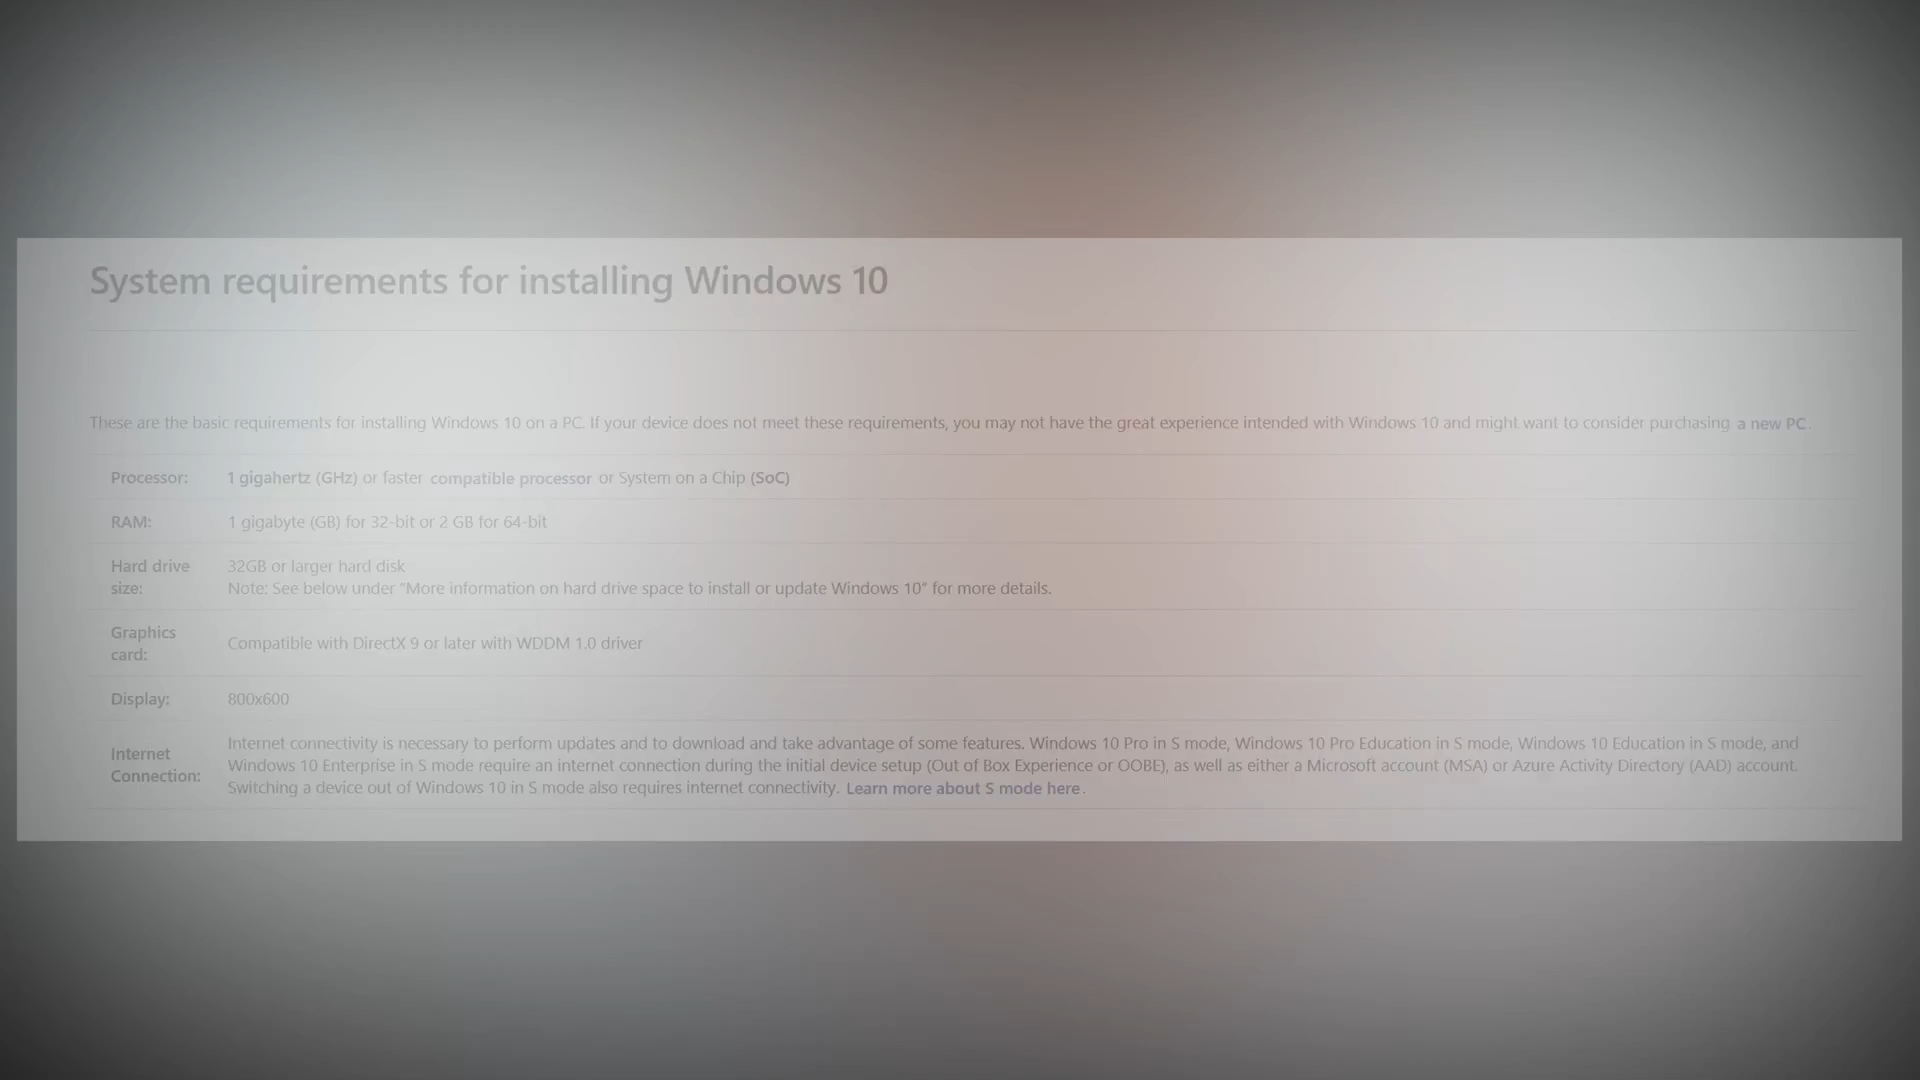 System requirements for installing Windows 10
These are the basic requirements for installing Windows 10 on a PC. If your device does not meet these requirements, you may not have the great experience intended with Windows 10 and might want to consider purchasing a new PC.
Processor: 1 gigahertz (GHz) or faster compatible processor or System on a Chip (SoC)
RAM: 1 gigabyte (GB) for 32-bit or 2 GB for 64-bit
Hard drive
size:
32GB or larger hard disk
Note: See below under "More information on hard drive space to install or update Windows 10" for more details.
Graphics
card:
Compatible with DirectX 9 or later with WDDM 1.0 driver
Display: 800x600
Internet
Connection:
Internet connectivity is necessary to perform updates and to download and take advantage of some features. Windows 10 Pro in S mode, Windows 10 Pro Education in S mode, Windows 10 Education in S mode, and
Windows 10 Enterprise in S mode require an internet connection during the initial device setup (Out of Box Experience or OOBE), as well as either a Microsoft account (MSA) or Azure Activity Directory (AAD) account.
Switching a device out of Windows 10 in S mode also requires internet connectivity. Learn more about S mode here.